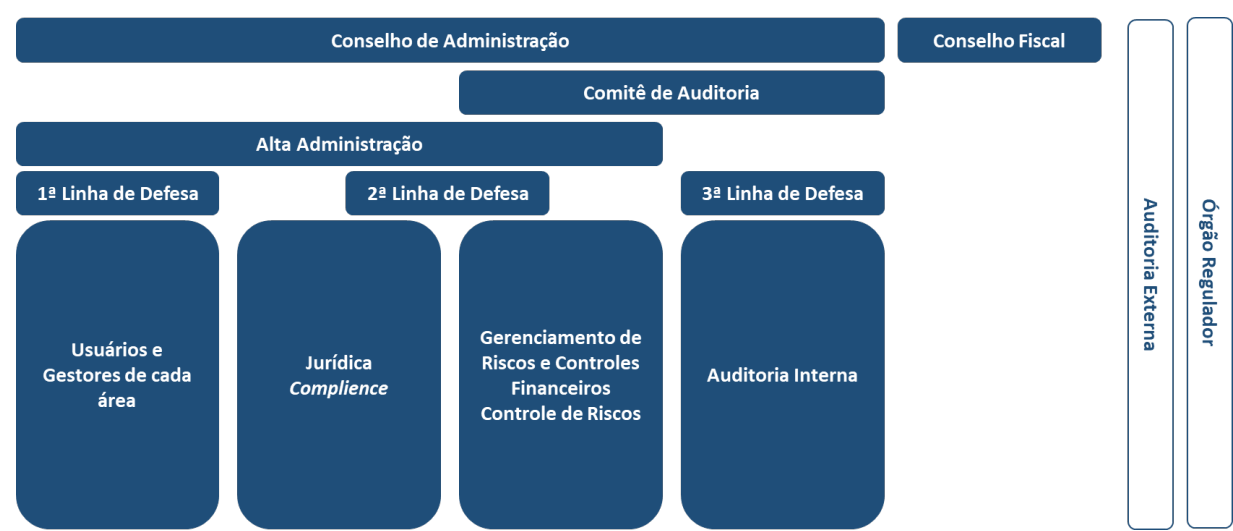 Conselho de Administração
Conselho Fiscal
Comitê de Auditoria
Alta Administração
1ª Linha de Defesa
2ª Linha de Defesa
3ª Linha de Defesa
Usuários e
Gestores de cada
área
Jurídica
Complience
Gerenciamento de
Riscos e Controles
Financeiros
Controle de Riscos
Auditoria Interna
Auditoria Externa
Órgão Regulador